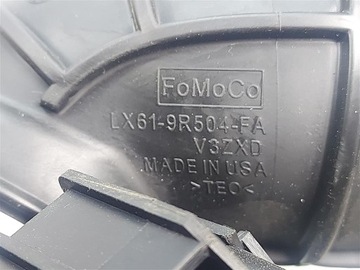 FoMoCo
LX61-9R504-FA
V3ZXD
MADE IN USA
>TEO<